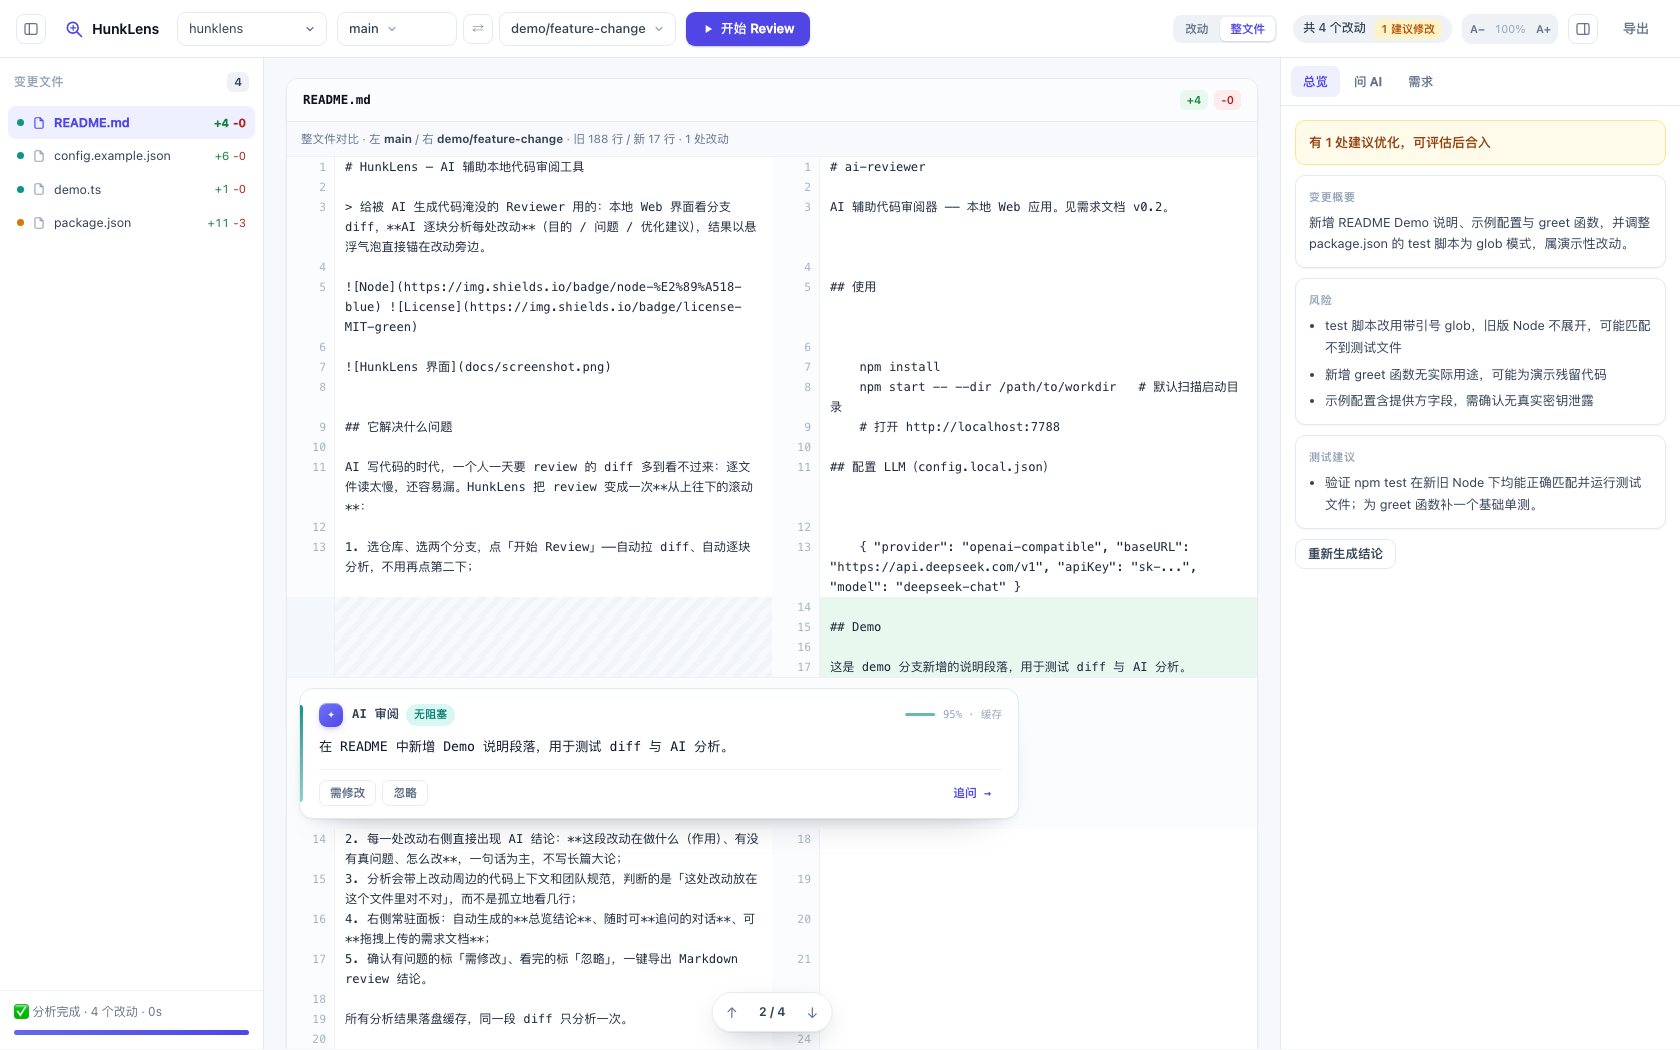 HunkLens
hunklens
main
demo/feature-change
开始 Review
改动
整文件
共 4 个改动
1 建议修改
A−
100%
A+
导出
变更文件
4
README.md
+4 -0
config.example.json
+6 -0
demo.ts
+1 -0
package.json
+11 -3
✅ 分析完成 · 4 个改动 · 0s
README.md
+4
-0
整文件对比 · 左 main / 右 demo/feature-change · 旧 188 行 / 新 17 行 · 1 处改动
1 # HunkLens — AI 辅助本地代码审阅工具
2
3 > 给被 AI 生成代码淹没的 Reviewer 用的：本地 Web 界面看分支
diff，**AI 逐块分析每处改动**（目的 / 问题 / 优化建议），结果以悬
浮气泡直接锚在改动旁边。
4
5 ![Node](https://img.shields.io/badge/node-%E2%89%A518-
blue) ![License](https://img.shields.io/badge/license-
MIT-green)
6
7 ![HunkLens 界面](docs/screenshot.png)
8
9 ## 它解决什么问题
10
11 AI 写代码的时代，一个人一天要 review 的 diff 多到看不过来：逐文
件读太慢，还容易漏。HunkLens 把 review 变成一次**从上往下的滚动
**：
12
13 1. 选仓库、选两个分支，点「开始 Review」——自动拉 diff、自动逐块
分析，不用再点第二下；
1 # ai-reviewer
2
3 AI 辅助代码审阅器 —— 本地 Web 应用。见需求文档 v0.2。
4
5 ## 使用
6
7 npm install
8 npm start -- --dir /path/to/workdir   # 默认扫描启动目
录
9 # 打开 http://localhost:7788
10
11 ## 配置 LLM（config.local.json）
12
13 { "provider": "openai-compatible", "baseURL":
"https://api.deepseek.com/v1", "apiKey": "sk-...",
"model": "deepseek-chat" }
14
15 ## Demo
16
17 这是 demo 分支新增的说明段落，用于测试 diff 与 AI 分析。
AI 审阅
无阻塞
95% · 缓存
在 README 中新增 Demo 说明段落，用于测试 diff 与 AI 分析。
需修改
忽略
追问 →
14 2. 每一处改动右侧直接出现 AI 结论：**这段改动在做什么（作用）、有没
有真问题、怎么改**，一句话为主，不写长篇大论；
15 3. 分析会带上改动周边的代码上下文和团队规范，判断的是「这处改动放在
这个文件里对不对」，而不是孤立地看几行；
16 4. 右侧常驻面板：自动生成的**总览结论**、随时可**追问的对话**、可
**拖拽上传的需求文档**；
17 5. 确认有问题的标「需修改」、看完的标「忽略」，一键导出 Markdown
review 结论。
18
19 所有分析结果落盘缓存，同一段 diff 只分析一次。
20
18
19
20
21
24
↑ 2 / 4 ↓
总览
问 AI
需求
有 1 处建议优化，可评估后合入
变更概要
新增 README Demo 说明、示例配置与 greet 函数，并调整
package.json 的 test 脚本为 glob 模式，属演示性改动。
风险
• test 脚本改用带引号 glob，旧版 Node 不展开，可能匹配
不到测试文件
• 新增 greet 函数无实际用途，可能为演示残留代码
• 示例配置含提供方字段，需确认无真实密钥泄露
测试建议
• 验证 npm test 在新旧 Node 下均能正确匹配并运行测试
文件；为 greet 函数补一个基础单测。
重新生成结论